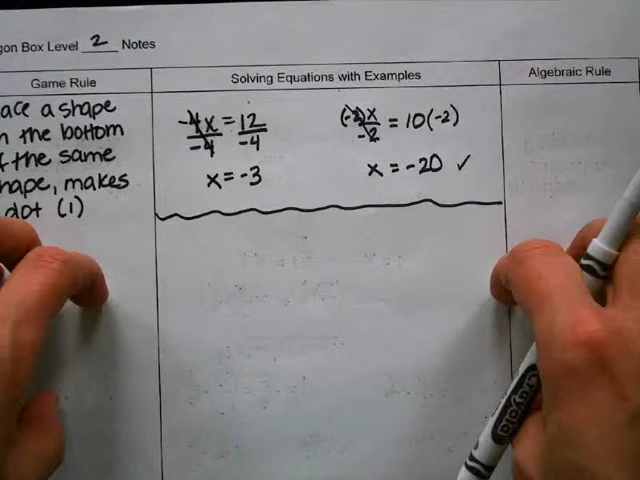 gon Box Level 2 Notes
Game Rule
Solving Equations with Examples
Algebraic Rule
ace a shape
n the bottom
f the same
hape, makes
dot (1)
-4x = 12
-4 -4
x = -3
(-2)x = 10(-2)
-2
x = -20 ✓
Crayola